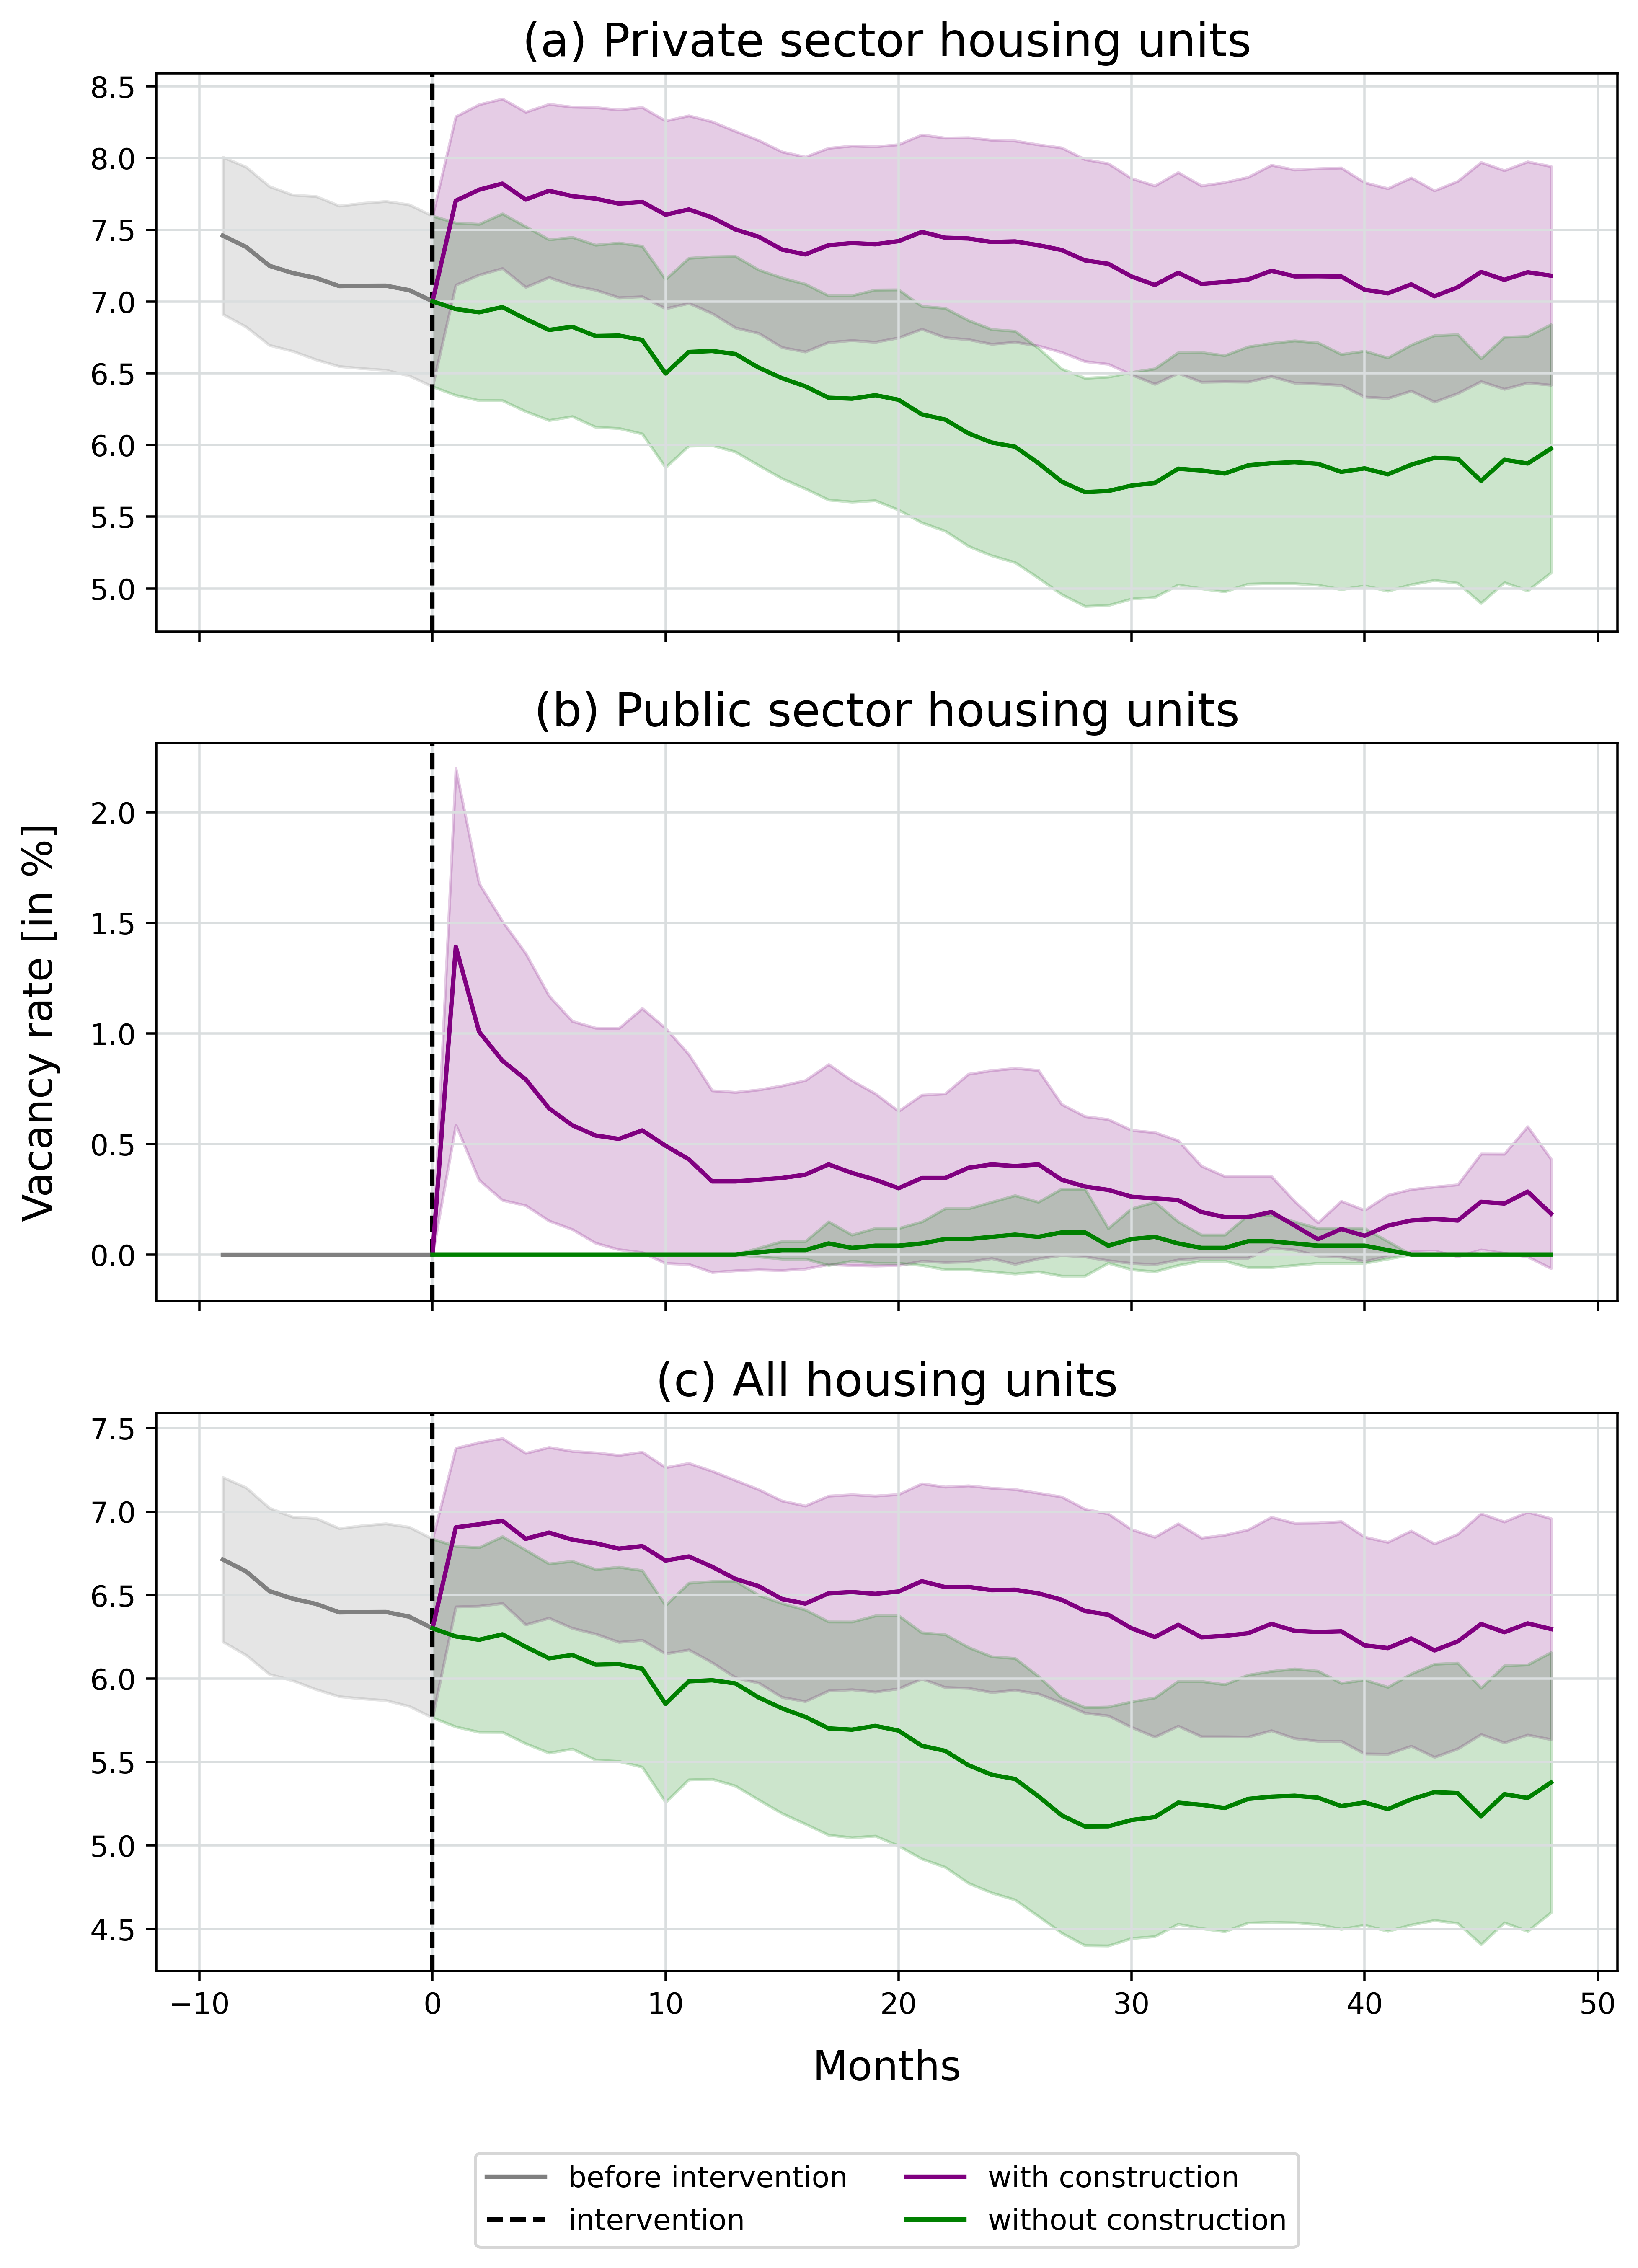 (a) Private sector housing units
8.5
8.0
7.5
7.0
6.5
6.0
5.5
5.0
(b) Public sector housing units
Vacancy rate [in %]
2.0
1.5
1.0
0.5
0.0
(c) All housing units
7.5
7.0
6.5
6.0
5.5
5.0
4.5
−10 0 10 20 30 40 50
Months
before intervention with construction
intervention without construction